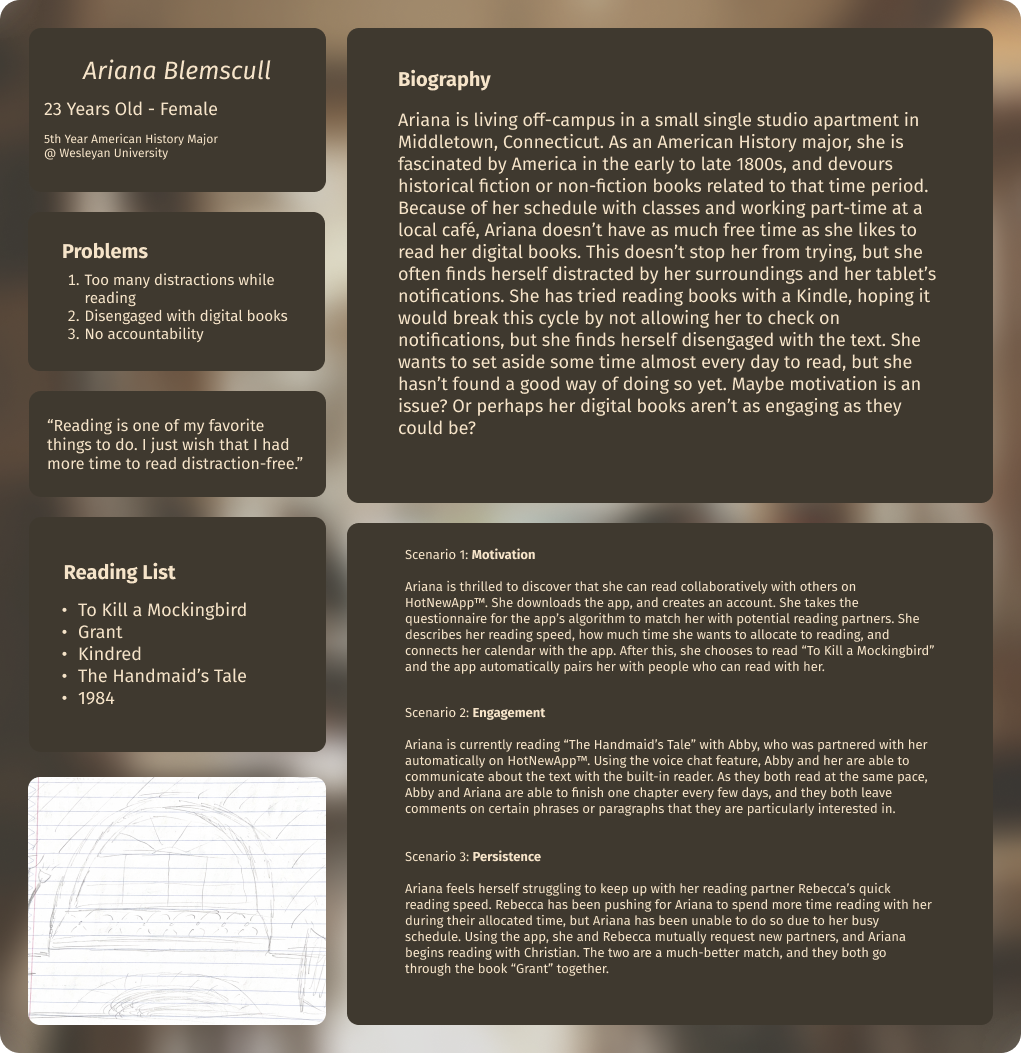 Ariana Blemscull
23 Years Old - Female
5th Year American History Major
@ Wesleyan University
Problems
1. Too many distractions while
reading
2. Disengaged with digital books
3. No accountability
“Reading is one of my favorite
things to do. I just wish that I had
more time to read distraction-free.”
Reading List
• To Kill a Mockingbird
• Grant
• Kindred
• The Handmaid’s Tale
• 1984
Biography
Ariana is living off-campus in a small single studio apartment in
Middletown, Connecticut. As an American History major, she is
fascinated by America in the early to late 1800s, and devours
historical fiction or non-fiction books related to that time period.
Because of her schedule with classes and working part-time at a
local café, Ariana doesn’t have as much free time as she likes to
read her digital books. This doesn’t stop her from trying, but she
often finds herself distracted by her surroundings and her tablet’s
notifications. She has tried reading books with a Kindle, hoping it
would break this cycle by not allowing her to check on
notifications, but she finds herself disengaged with the text. She
wants to set aside some time almost every day to read, but she
hasn’t found a good way of doing so yet. Maybe motivation is an
issue? Or perhaps her digital books aren’t as engaging as they
could be?
Scenario 1: Motivation
Ariana is thrilled to discover that she can read collaboratively with others on
HotNewApp™. She downloads the app, and creates an account. She takes the
questionnaire for the app’s algorithm to match her with potential reading partners. She
describes her reading speed, how much time she wants to allocate to reading, and
connects her calendar with the app. After this, she chooses to read “To Kill a Mockingbird”
and the app automatically pairs her with people who can read with her.
Scenario 2: Engagement
Ariana is currently reading “The Handmaid’s Tale” with Abby, who was partnered with her
automatically on HotNewApp™. Using the voice chat feature, Abby and her are able to
communicate about the text with the built-in reader. As they both read at the same pace,
Abby and Ariana are able to finish one chapter every few days, and they both leave
comments on certain phrases or paragraphs that they are particularly interested in.
Scenario 3: Persistence
Ariana feels herself struggling to keep up with her reading partner Rebecca’s quick
reading speed. Rebecca has been pushing for Ariana to spend more time reading with her
during their allocated time, but Ariana has been unable to do so due to her busy
schedule. Using the app, she and Rebecca mutually request new partners, and Ariana
begins reading with Christian. The two are a much-better match, and they both go
through the book “Grant” together.